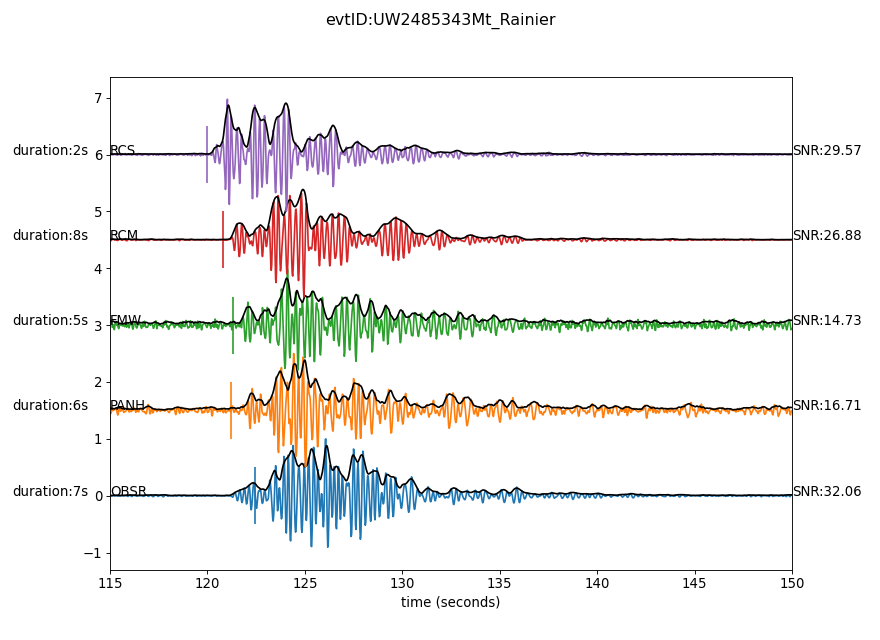 evtID:UW2485343Mt_Rainier
7
duration:2s RCS 6 SNR:29.57
5
duration:8s RCM SNR:26.88
4
duration:5s EMW 3 SNR:14.73
2
duration:6s PANH SNR:16.71
1
duration:7s OBSR 0 SNR:32.06
−1
115 120 125 130 135 140 145 150
time (seconds)